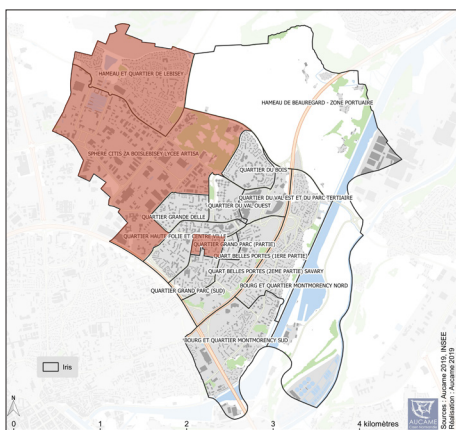 HAMEAU ET QUARTIER DE LEBISEY
HAMEAU DE BEAUREGARD - ZONE PORTUAIRE
SPHERE CITIS ZA BOISLEBISEY LYCEE ARTISA
QUARTIER DU BOIS
QUARTIER DU VAL EST ET DU PARC TERTIAIRE
QUARTIER DU VAL OUEST
QUARTIER GRANDE DELLE
QUARTIER HAUTE FOLIE ET CENTRE-VILLE
QUARTIER GRAND PARC (PARTIE)
QUART BELLES PORTES (1ERE PARTIE)
QUART BELLES PORTES (2EME PARTIE) SAVARY
BOURG ET QUARTIER MONTMORENCY NORD
QUARTIER GRAND PARC (SUD)
BOURG ET QUARTIER MONTMORENCY SUD
Iris
N
0 1 2 3 4 kilomètres
AUCAME
Sources : Aucame 2019, INSEE
Réalisation : Aucame 2019